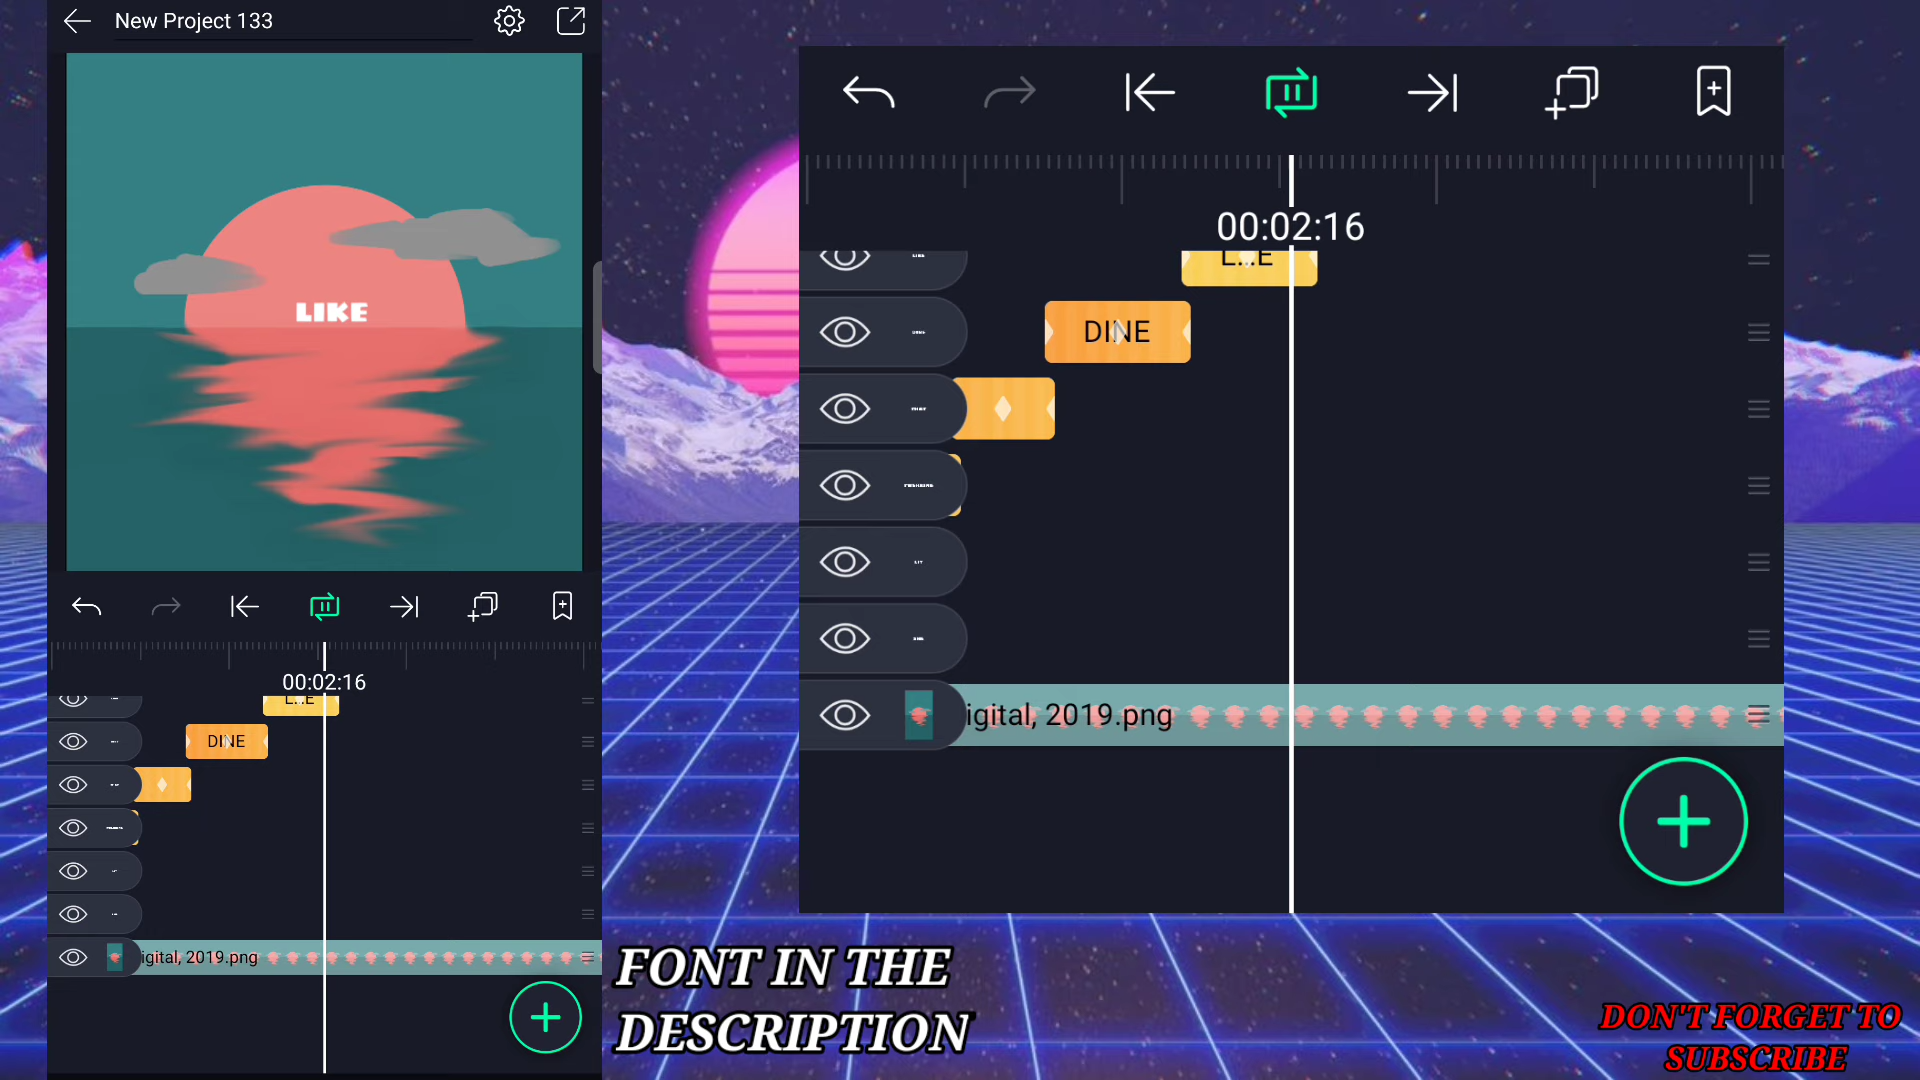 New Project 133
LIKE
00:02:16
L...E
DINE
igital, 2019.png
00:02:16
L...E
DINE
igital, 2019.png
FONT IN THE
DESCRIPTION
DON'T FORGET TO
SUBSCRIBE